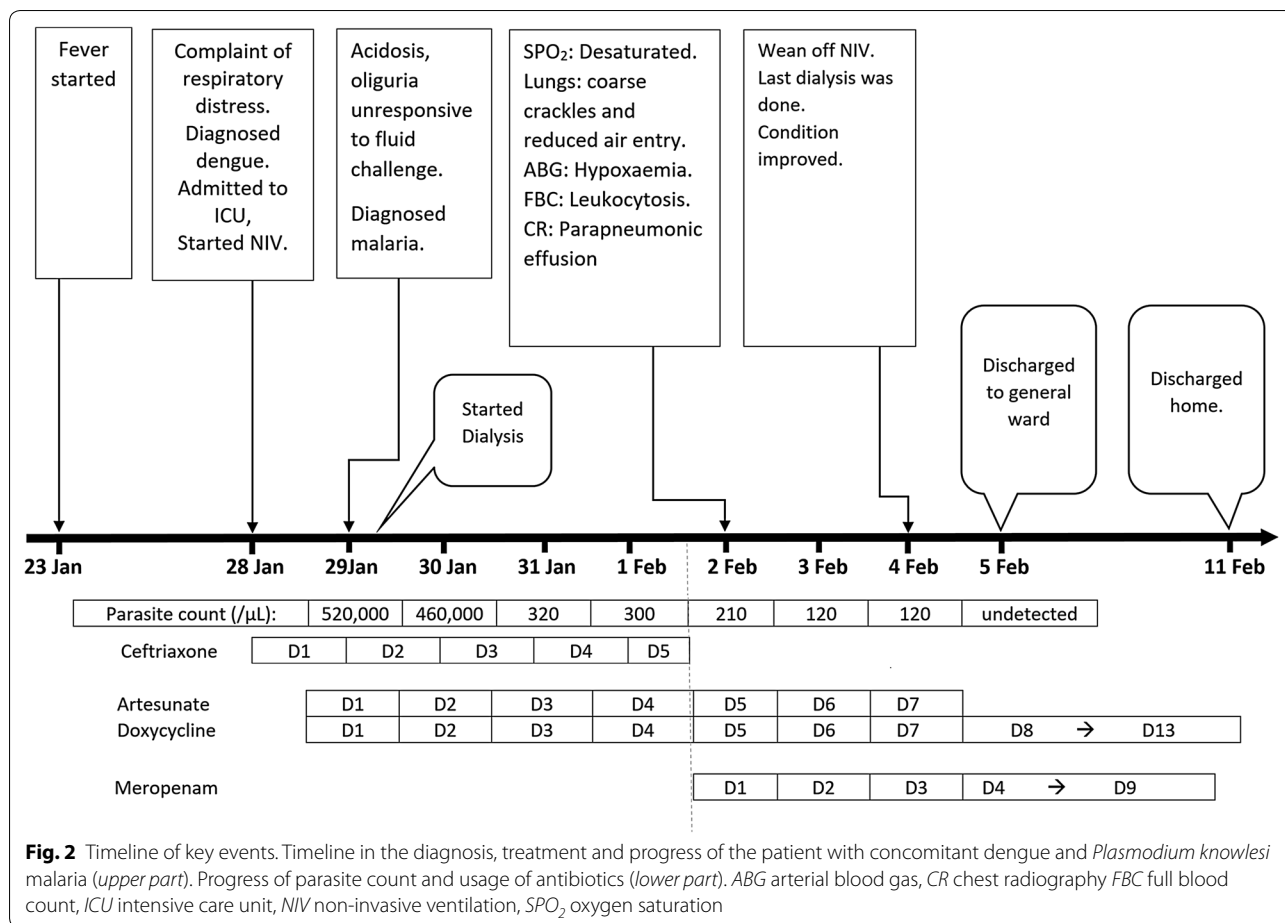 Fever
started
Complaint of
respiratory
distress.
Diagnosed
dengue.
Admitted to
ICU,
Started NIV.
Acidosis,
oliguria
unresponsive
to fluid
challenge.
Diagnosed
malaria.
SPO₂: Desaturated.
Lungs: coarse
crackles and
reduced air entry.
ABG: Hypoxaemia.
FBC: Leukocytosis.
CR: Parapneumonic
effusion
Wean off NIV.
Last dialysis was
done.
Condition
improved.
Started
Dialysis
Discharged
to general
ward
Discharged
home.
23 Jan 28 Jan 29Jan 30 Jan 31 Jan 1 Feb 2 Feb 3 Feb 4 Feb 5 Feb 11 Feb
Parasite count (/μL): 520,000 460,000 320 300 210 120 120 undetected
Ceftriaxone D1 D2 D3 D4 D5
Artesunate D1 D2 D3 D4 D5 D6 D7
Doxycycline D1 D2 D3 D4 D5 D6 D7 D8 → D13
Meropenam D1 D2 D3 D4 → D9
Fig. 2 Timeline of key events. Timeline in the diagnosis, treatment and progress of the patient with concomitant dengue and Plasmodium knowlesi
malaria (upper part). Progress of parasite count and usage of antibiotics (lower part). ABG arterial blood gas, CR chest radiography FBC full blood
count, ICU intensive care unit, NIV non-invasive ventilation, SPO₂ oxygen saturation